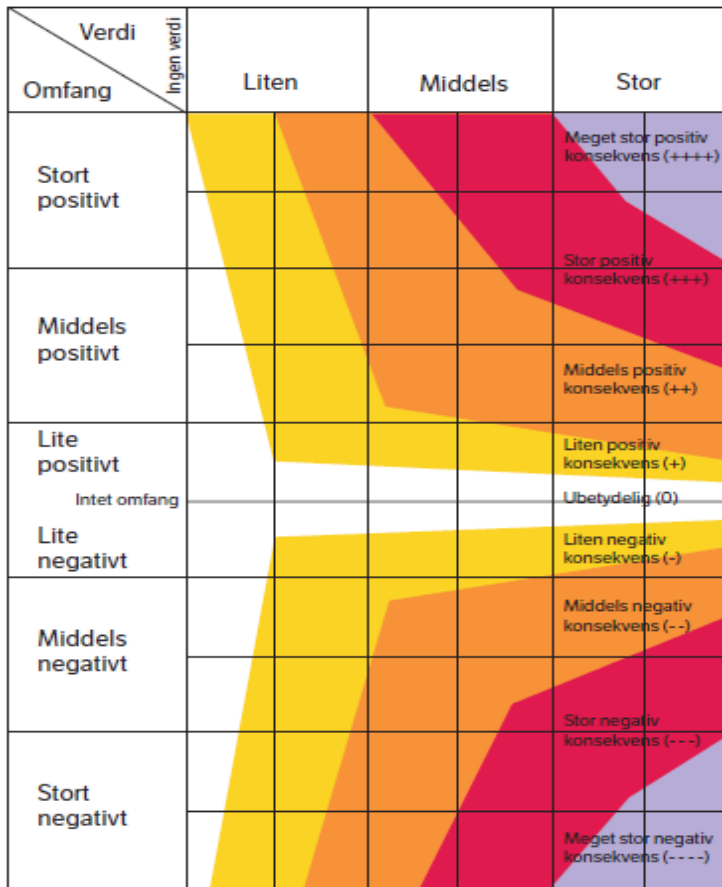 Verdi
Ingen verdi
Omfang
Liten
Middels
Stor
Stort
positivt
Meget stor positiv
konsekvens (++++)
Stor positiv
konsekvens (+++)
Middels
positivt
Middels positiv
konsekvens (++)
Lite
positivt
Liten positiv
konsekvens (+)
Intet omfang
Ubetydelig (0)
Lite
negativt
Liten negativ
konsekvens (-)
Middels
negativt
Middels negativ
konsekvens (--)
Stor negativ
konsekvens (---)
Stort
negativt
Meget stor negativ
konsekvens (----)